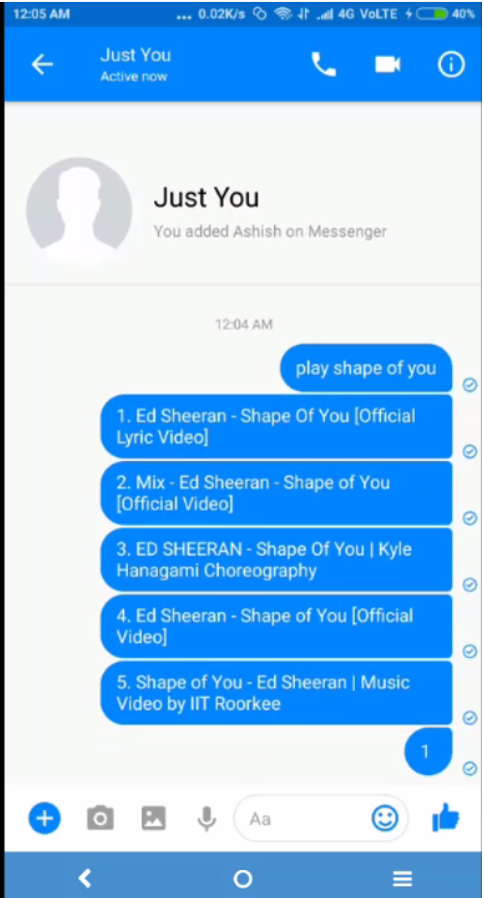 12:05 AM ... 0.02K/s 4G VoLTE 40%
Just You
Active now
Just You
You added Ashish on Messenger
12:04 AM
play shape of you
1. Ed Sheeran - Shape Of You [Official
Lyric Video]
2. Mix - Ed Sheeran - Shape of You
[Official Video]
3. ED SHEERAN - Shape Of You | Kyle
Hanagami Choreography
4. Ed Sheeran - Shape of You [Official
Video]
5. Shape of You - Ed Sheeran | Music
Video by IIT Roorkee
1
Aa